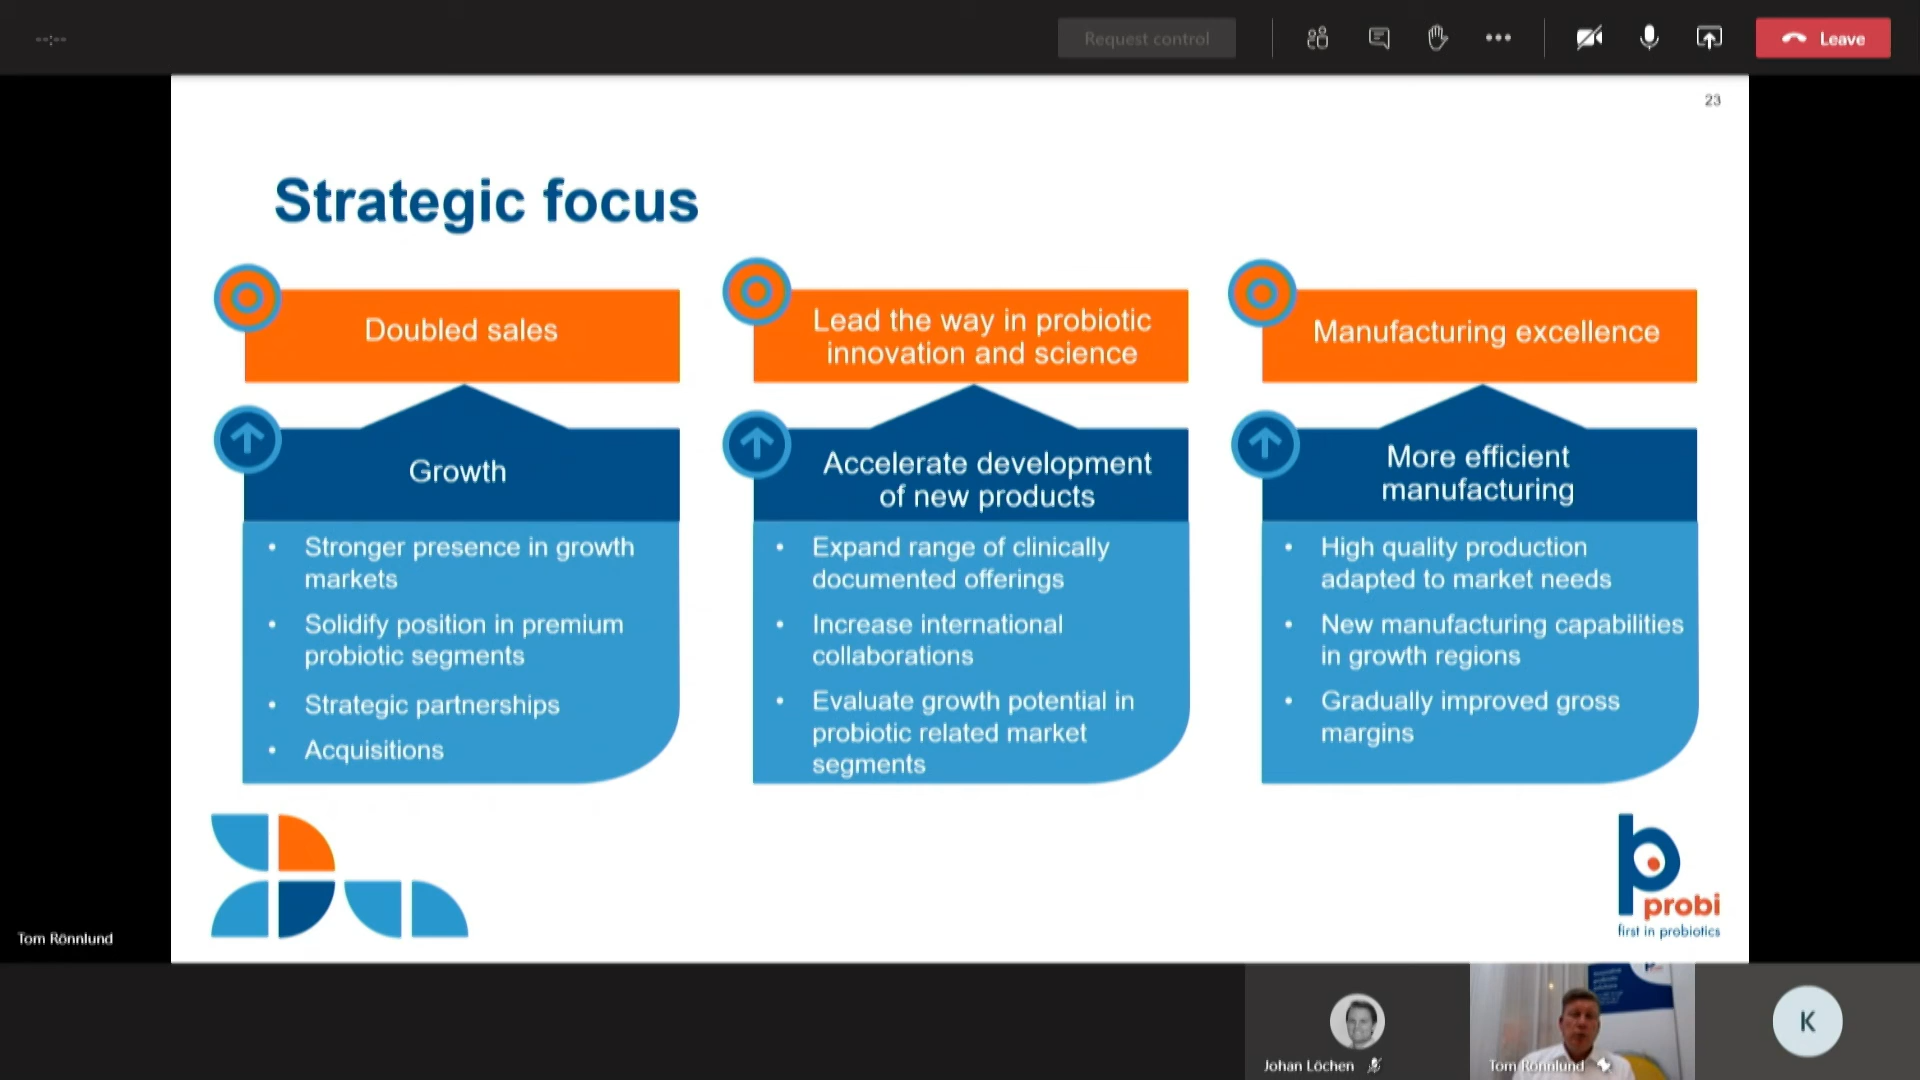 --:--
Request control
Leave
23
Strategic focus
Doubled sales
Growth
• Stronger presence in growth
markets
• Solidify position in premium
probiotic segments
• Strategic partnerships
• Acquisitions
Lead the way in probiotic
innovation and science
Accelerate development
of new products
• Expand range of clinically
documented offerings
• Increase international
collaborations
• Evaluate growth potential in
probiotic related market
segments
Manufacturing excellence
More efficient
manufacturing
• High quality production
adapted to market needs
• New manufacturing capabilities
in growth regions
• Gradually improved gross
margins
probi
first in probiotics
Tom Rönnlund
Johan Löchen
Tom Rönnlund
K